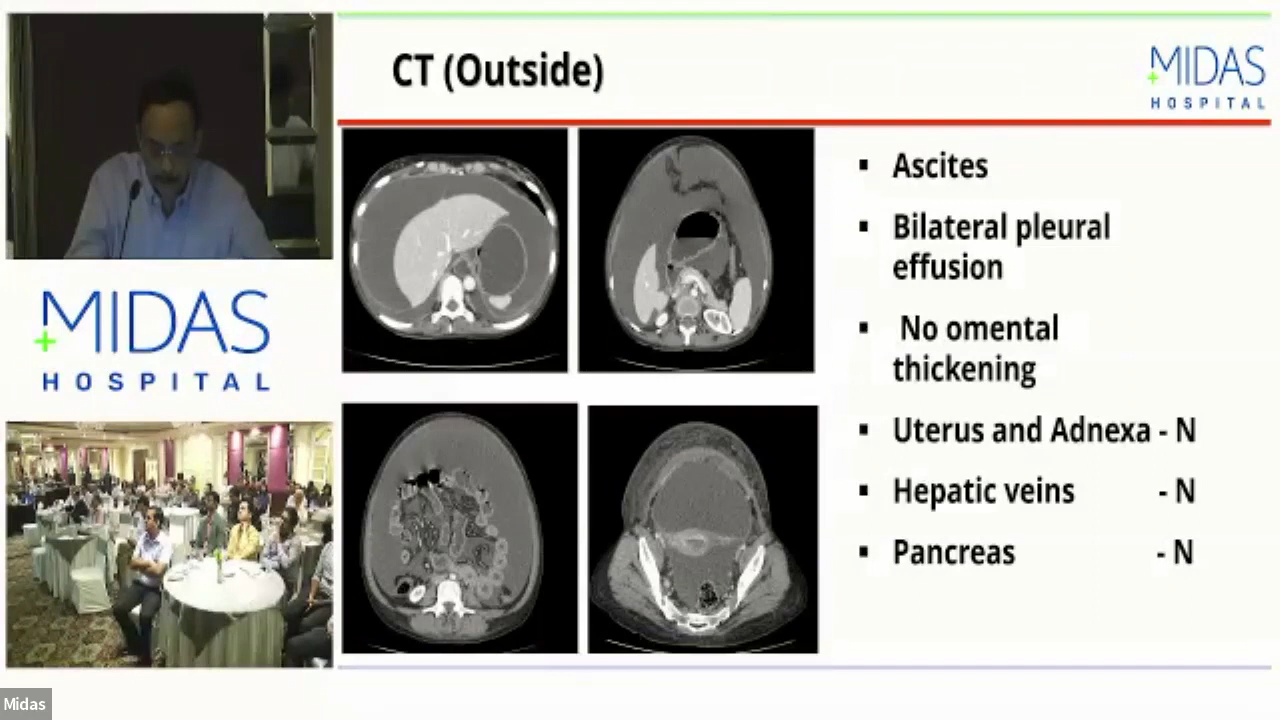 CT (Outside)
MIDAS
HOSPITAL
Ascites
Bilateral pleural
effusion
No omental
thickening
Uterus and Adnexa - N
Hepatic veins - N
Pancreas - N
MIDAS
HOSPITAL
Midas